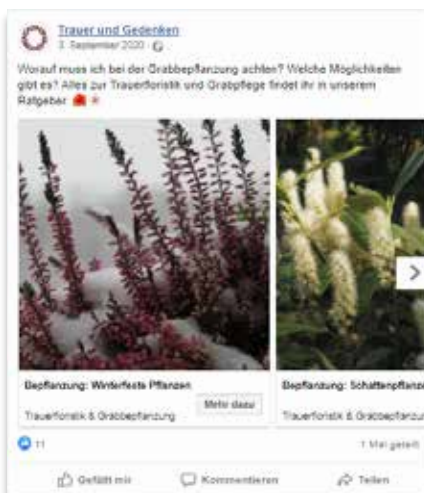 Trauer und Gedenken
3. September 2020
Worauf muss ich bei der Grabbepflanzung achten? Welche Möglichkeiten
gibt es? Alles zur Trauerfloristik und Grabpflege findet ihr in unserem
Ratgeber
Bepflanzung: Winterfeste Pflanzen
Mehr dazu
Trauerfloristik & Grabbepflanzung
Bepflanzung: Schattenpflanze
Trauerfloristik & Grabbepflanzun
11
1 Mal geteilt
Gefällt mir
Kommentieren
Teilen